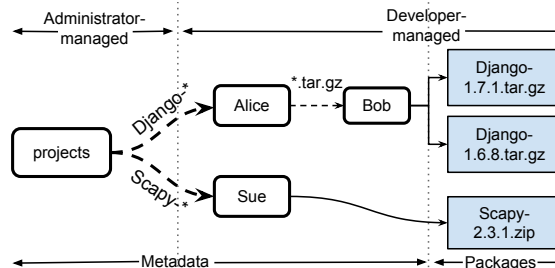 Administrator-
managed
Developer-
managed
Django-*
Alice
*.tar.gz
Bob
Django-
1.7.1.tar.gz
projects
Django-
1.6.8.tar.gz
Scapy-*
Sue
Scapy-
2.3.1.zip
Metadata
Packages